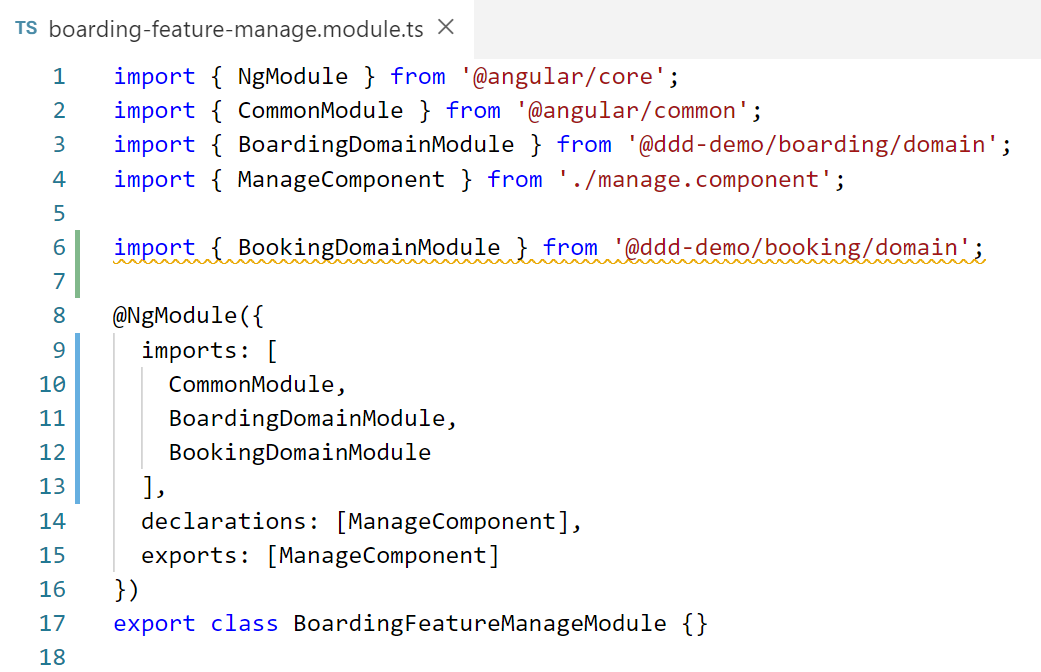 TS boarding-feature-manage.module.ts ×
1 import { NgModule } from '@angular/core';
2 import { CommonModule } from '@angular/common';
3 import { BoardingDomainModule } from '@ddd-demo/boarding/domain';
4 import { ManageComponent } from './manage.component';
5
6 import { BookingDomainModule } from '@ddd-demo/booking/domain';
7
8 @NgModule({
9   imports: [
10     CommonModule,
11     BoardingDomainModule,
12     BookingDomainModule
13   ],
14   declarations: [ManageComponent],
15   exports: [ManageComponent]
16 })
17 export class BoardingFeatureManageModule {}
18